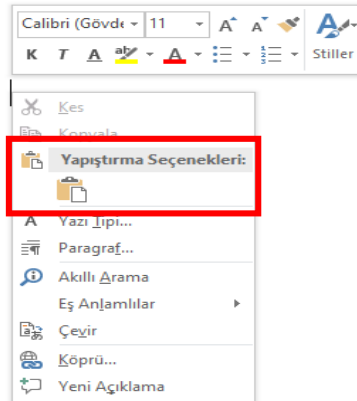 Calibri (Gövde 11 A A
K T A aby A Stiller
Kes
Kopyala
Yapıştırma Seçenekleri:
A Yazı Tipi...
Paragraf...
Akıllı Arama
Eş Anlamlılar
Çevir
Köprü...
Yeni Açıklama